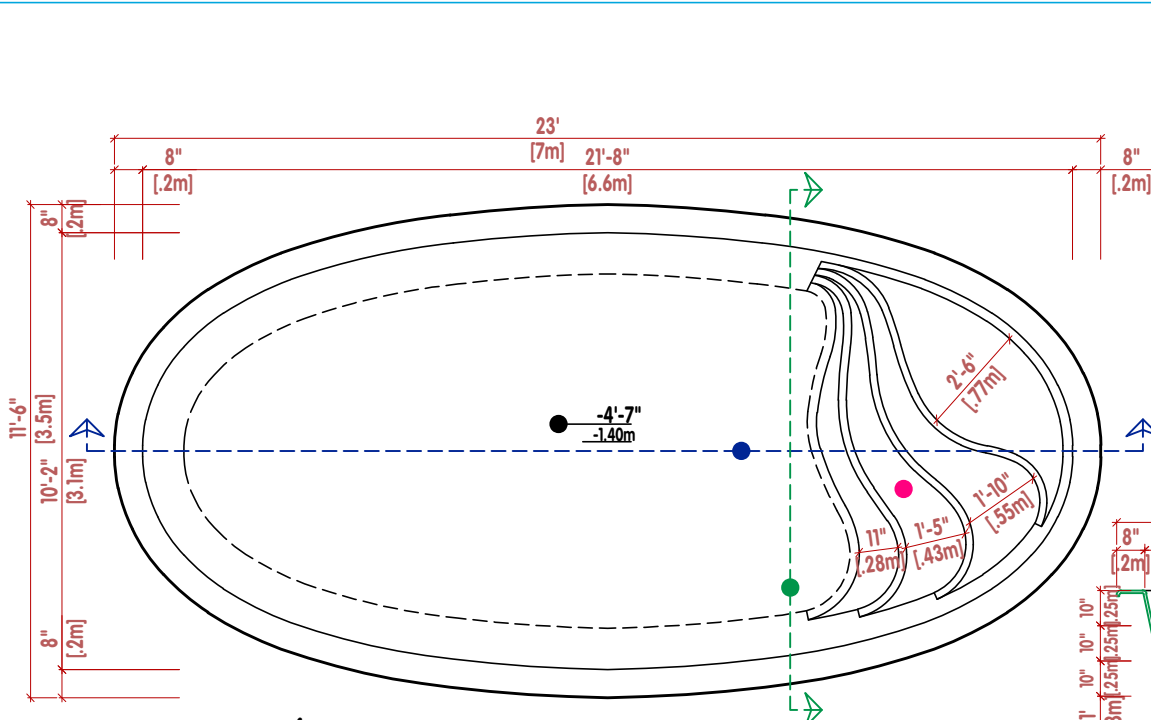 23'
[7m]
8"
[.2m]
21'-8"
[6.6m]
8"
[.2m]
8"
[.2m]
11'-6"
[3.5m]
10'-2"
[3.1m]
8"
[.2m]
-4'-7"
-1.40m
2'-6"
[.77m]
1'-10"
[.55m]
1'-5"
[.43m]
11"
[.28m]
8"
[.2m]
10"
[.25m]
10"
[.25m]
10"
[.25m]
1'